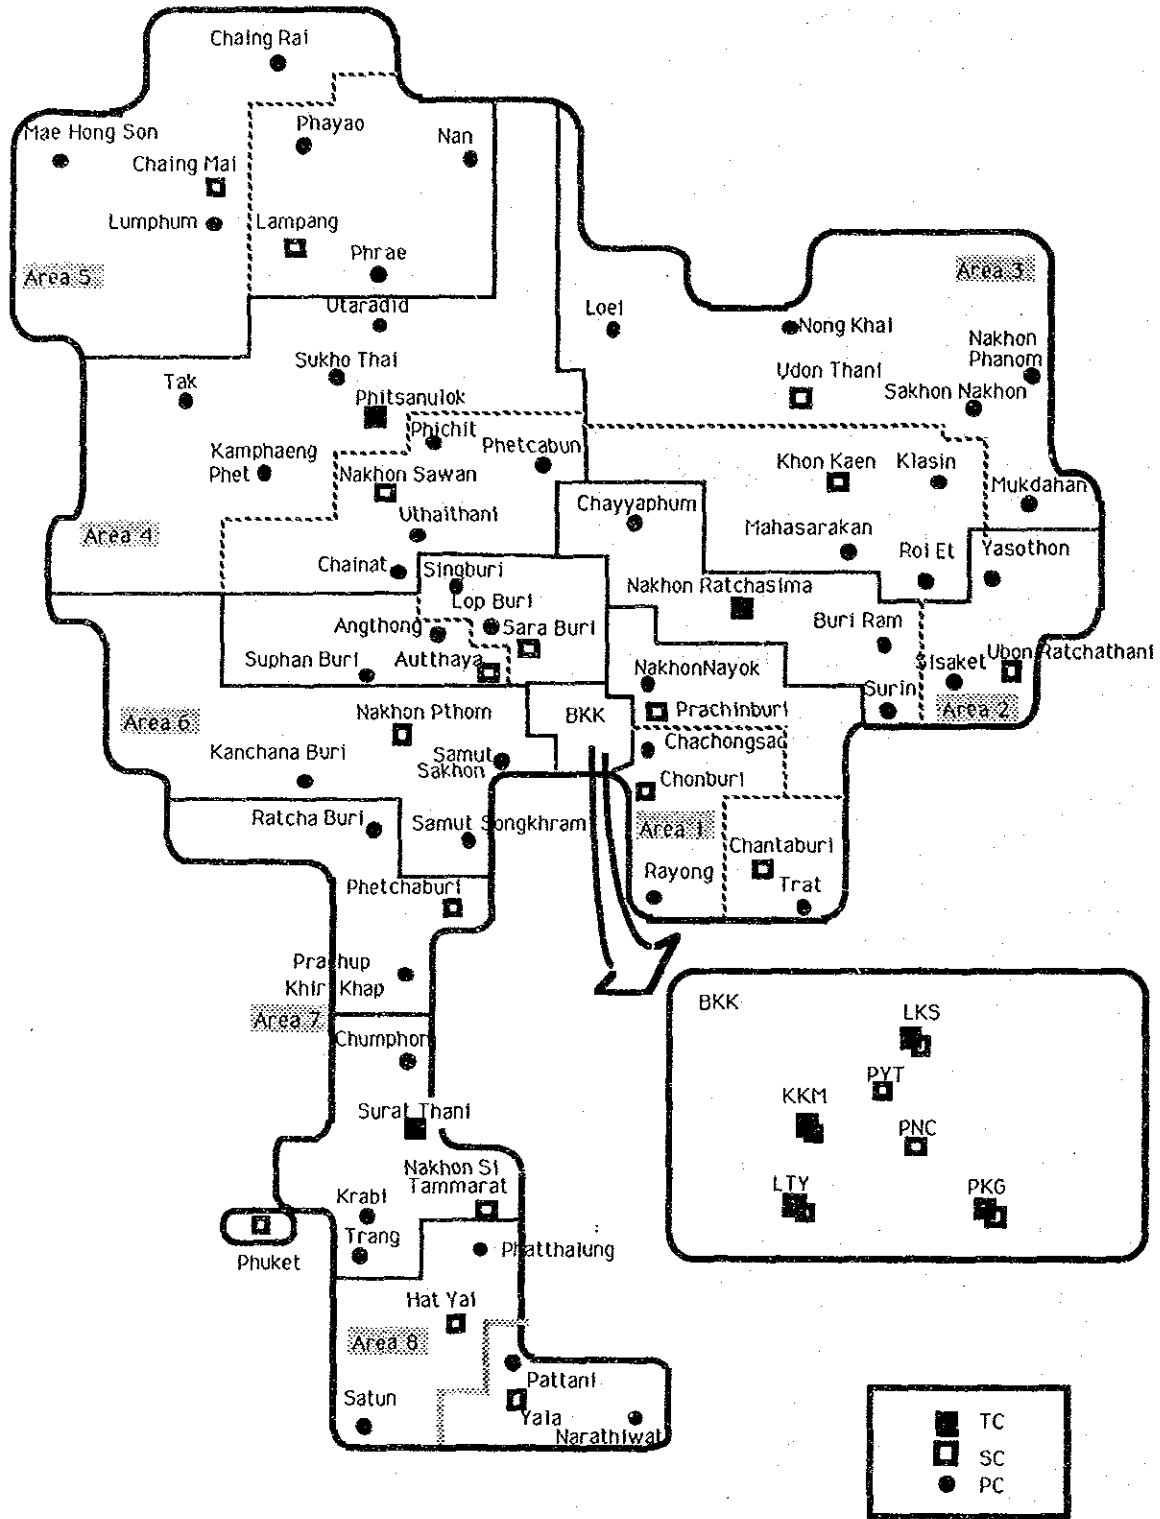 Chaing Rai
Mae Hong Son
Phayao
Nan
Chaing Mai
Lumphum
Lampang
Phrae
Area 5
Area 3
Utaradid
Loei
Nong Khai
Nakhon
Phanom
Sukho Thai
Tak
Udon Thani
Sakhon Nakhon
Phitsanulok
Phichit
Phetcabun
Kamphaeng
Phet
Nakhon Sawan
Khon Kaen
Klasin
Mukdahan
Chayyaphum
Uthaithani
Mahasarakan
Area 4
Roi Et
Yasothon
Chainat
Singburi
Nakhon Ratchasima
Lop Buri
Angthong
Sara Buri
Buri Ram
Suphan Buri
Autthaya
NakhonNayok
Sisaket
Ubon Ratchathani
Surin
Area 6
Nakhon Pthom
BKK
Prachinburi
Area 2
Kanchana Buri
Samut
Sakhon
Chachongsao
Chonburi
Ratcha Buri
Samut Songkhram
Area 1
Chantaburi
Phetchaburi
Rayong
Trat
Prachup
Khiri Khap
Area 7
BKK
LKS
Chumphon
PYT
KKM
PNC
Surat Thani
Nakhon Si
Tammarat
LTY
PKG
Krabi
Trang
Phuket
Phatthalung
Hat Yai
Area 8
Pattani
Satun
Yala
Narathiwat
TC
SC
PC